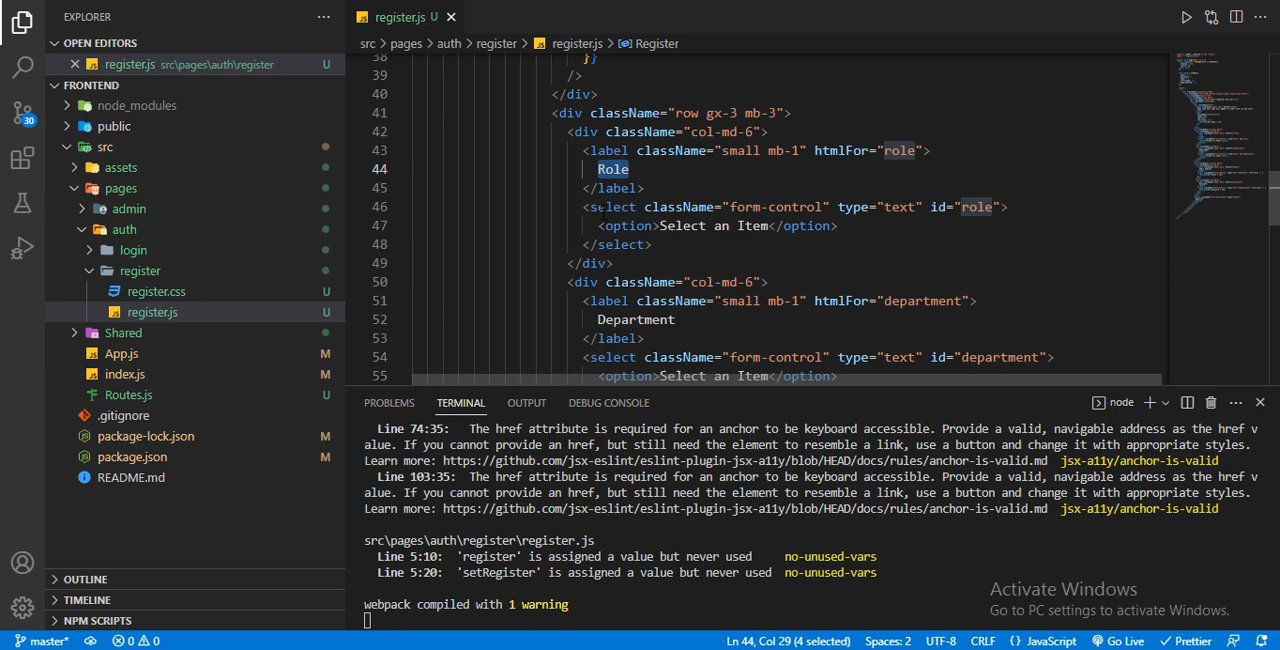 EXPLORER
OPEN EDITORS
register.js src\pages\auth\register U
FRONTEND
node_modules
public
src
assets
pages
admin
auth
login
register
register.css U
register.js U
Shared
App.js M
index.js M
Routes.js U
.gitignore
package-lock.json M
package.json M
README.md
OUTLINE
TIMELINE
NPM SCRIPTS
30
register.js U
src > pages > auth > register > register.js > Register
38 }}
39 />
40 </div>
41 <div className="row gx-3 mb-3">
42 <div className="col-md-6">
43 <label className="small mb-1" htmlFor="role">
44 Role
45 </label>
46 <select className="form-control" type="text" id="role">
47 <option>Select an Item</option>
48 </select>
49 </div>
50 <div className="col-md-6">
51 <label className="small mb-1" htmlFor="department">
52 Department
53 </label>
54 <select className="form-control" type="text" id="department">
55 <option>Select an Item</option>
PROBLEMS TERMINAL OUTPUT DEBUG CONSOLE node
Line 74:35: The href attribute is required for an anchor to be keyboard accessible. Provide a valid, navigable address as the href v
alue. If you cannot provide an href, but still need the element to resemble a link, use a button and change it with appropriate styles.
Learn more: https://github.com/jsx-eslint/eslint-plugin-jsx-a11y/blob/HEAD/docs/rules/anchor-is-valid.md jsx-a11y/anchor-is-valid
Line 103:35: The href attribute is required for an anchor to be keyboard accessible. Provide a valid, navigable address as the href v
alue. If you cannot provide an href, but still need the element to resemble a link, use a button and change it with appropriate styles.
Learn more: https://github.com/jsx-eslint/eslint-plugin-jsx-a11y/blob/HEAD/docs/rules/anchor-is-valid.md jsx-a11y/anchor-is-valid
src\pages\auth\register\register.js
Line 5:10: 'register' is assigned a value but never used no-unused-vars
Line 5:20: 'setRegister' is assigned a value but never used no-unused-vars
webpack compiled with 1 warning
Activate Windows
Go to PC settings to activate Windows.
master* 0 0 Ln 44, Col 29 (4 selected) Spaces: 2 UTF-8 CRLF {} JavaScript Go Live Prettier